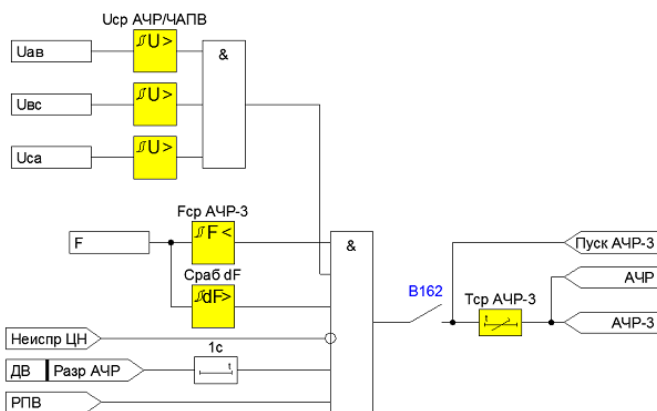 Uср АЧР/ЧАПВ
Uав
U>
&
Uвс
U>
Uса
U>
Fср АЧР-3
F
F <
&
Пуск АЧР-3
Сраб dF
АЧР
dF>
B162
Тср АЧР-3
t
АЧР-3
Неиспр ЦН
1с
ДВ Разр АЧР
t
РПВ